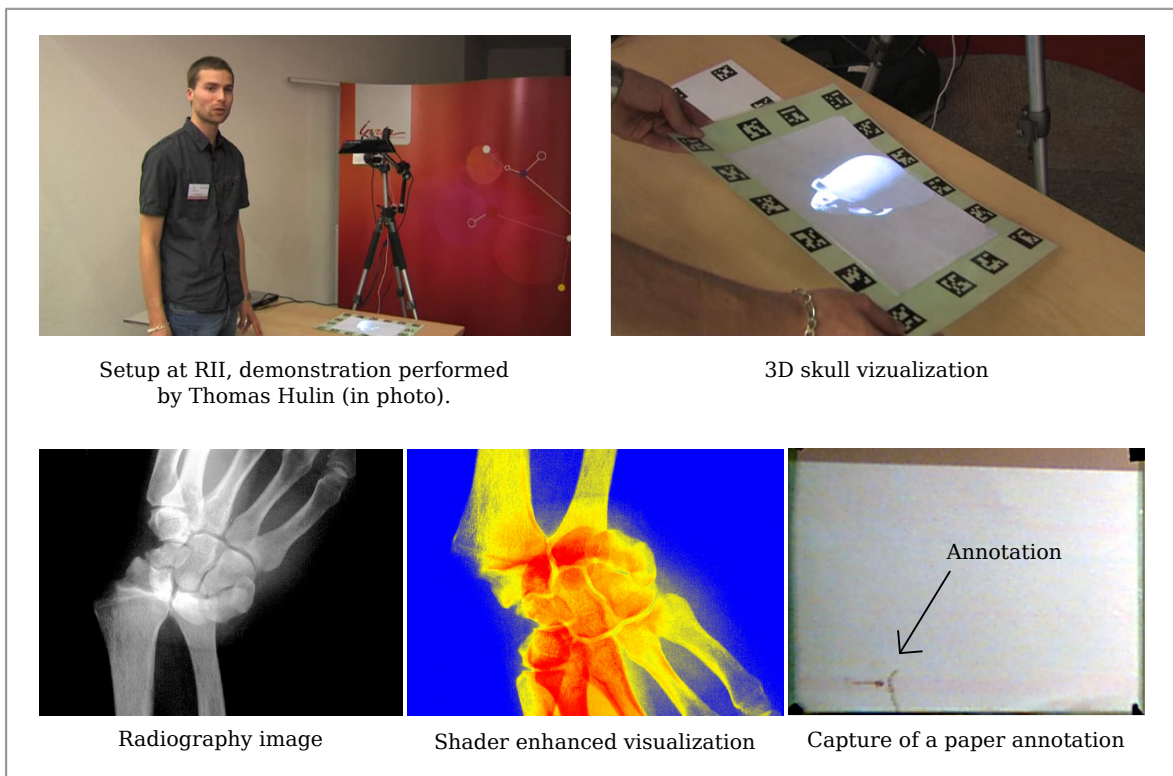 Setup at RII, demonstration performed
by Thomas Hulin (in photo).
3D skull vizualization
Annotation
Radiography image
Shader enhanced visualization
Capture of a paper annotation